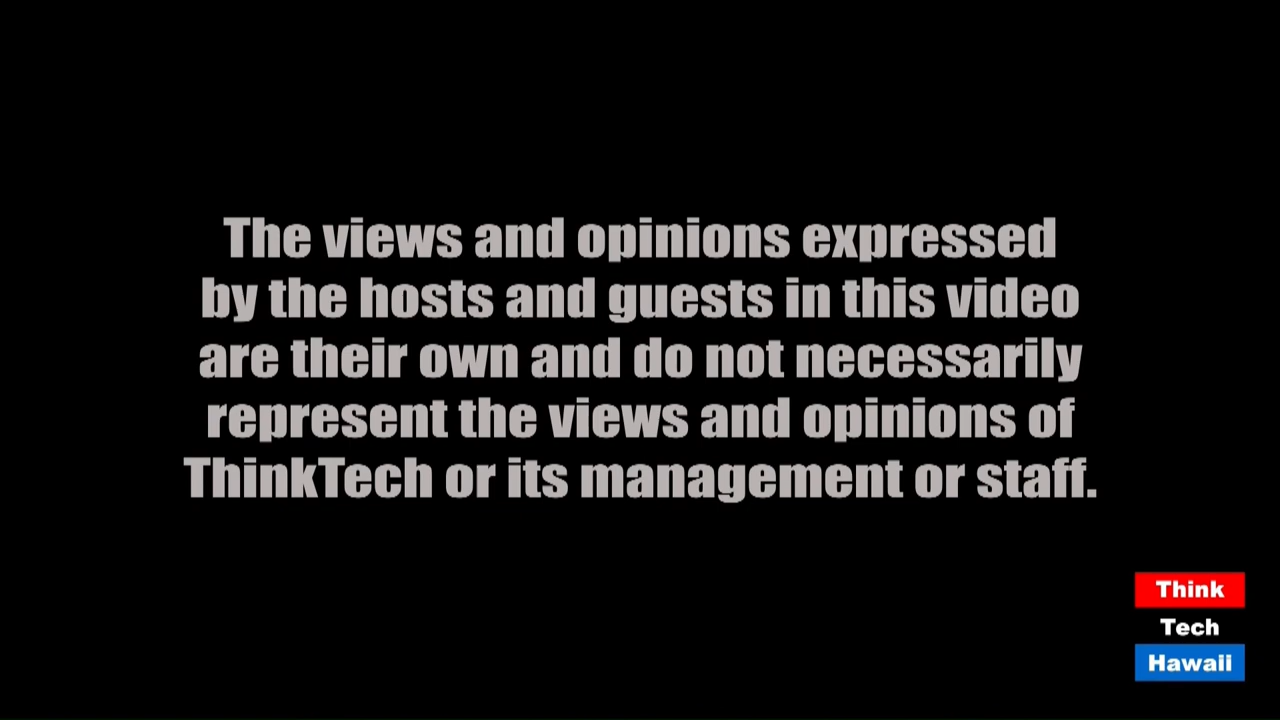 The views and opinions expressed
by the hosts and guests in this video
are their own and do not necessarily
represent the views and opinions of
ThinkTech or its management or staff.
Think
Tech
Hawaii